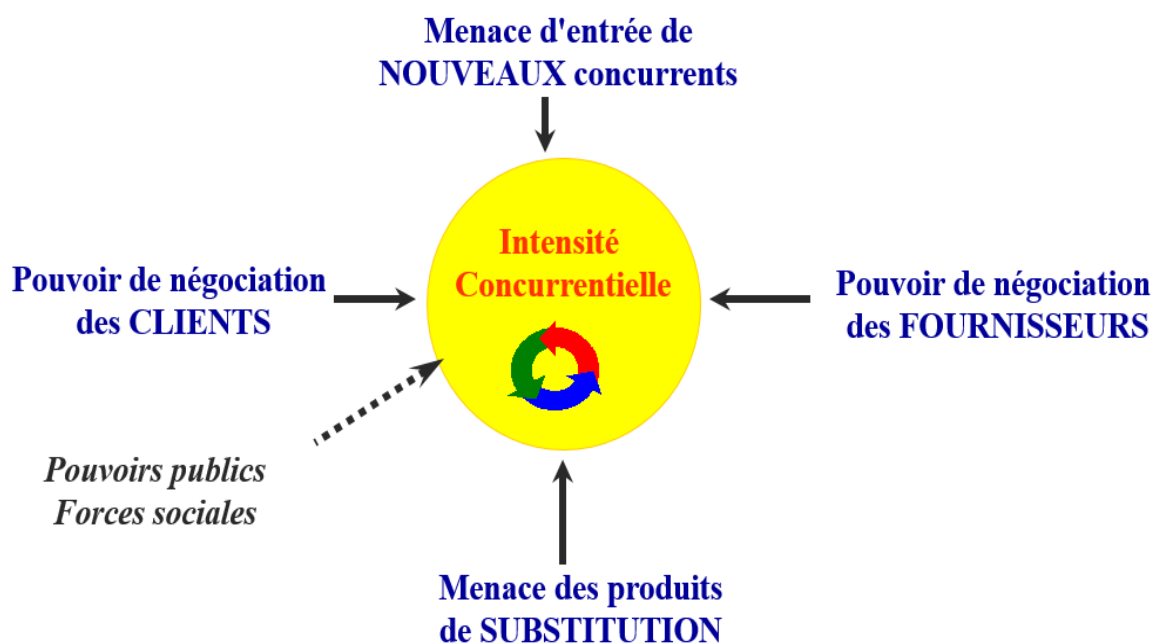 Menace d'entrée de
NOUVEAUX concurrents
Intensité
Concurrentielle
Pouvoir de négociation
des CLIENTS
Pouvoir de négociation
des FOURNISSEURS
Pouvoirs publics
Forces sociales
Menace des produits
de SUBSTITUTION